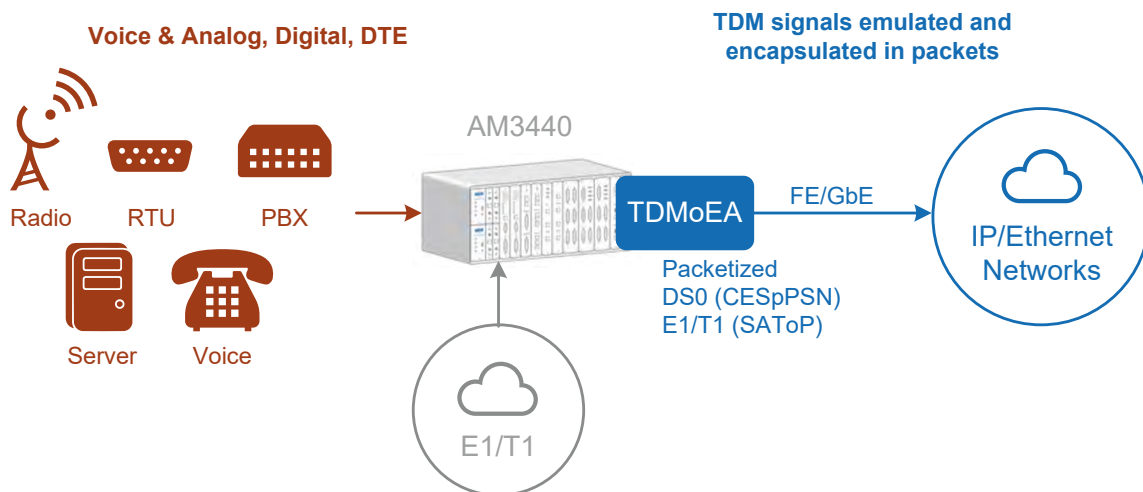 Voice & Analog, Digital, DTE
TDM signals emulated and
encapsulated in packets
AM3440
Radio
RTU
PBX
TDMoEA
FE/GbE
IP/Ethernet
Networks
Packetized
DS0 (CESpPSN)
E1/T1 (SAToP)
Server
Voice
E1/T1